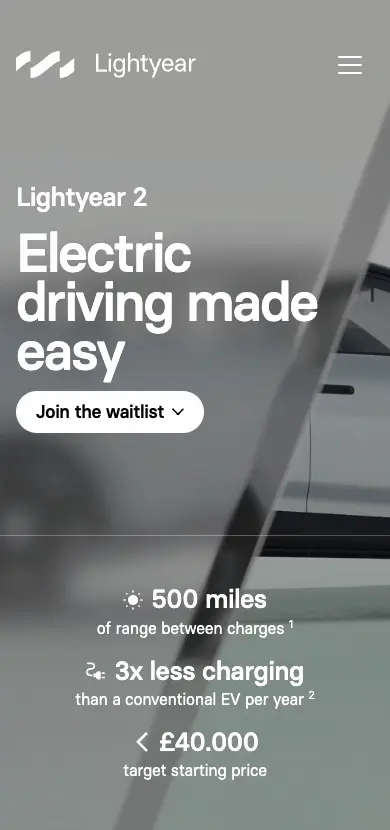 Lightyear
Lightyear 2
Electric
driving made
easy
Join the waitlist
500 miles
of range between charges ¹
3x less charging
than a conventional EV per year ²
< £40.000
target starting price